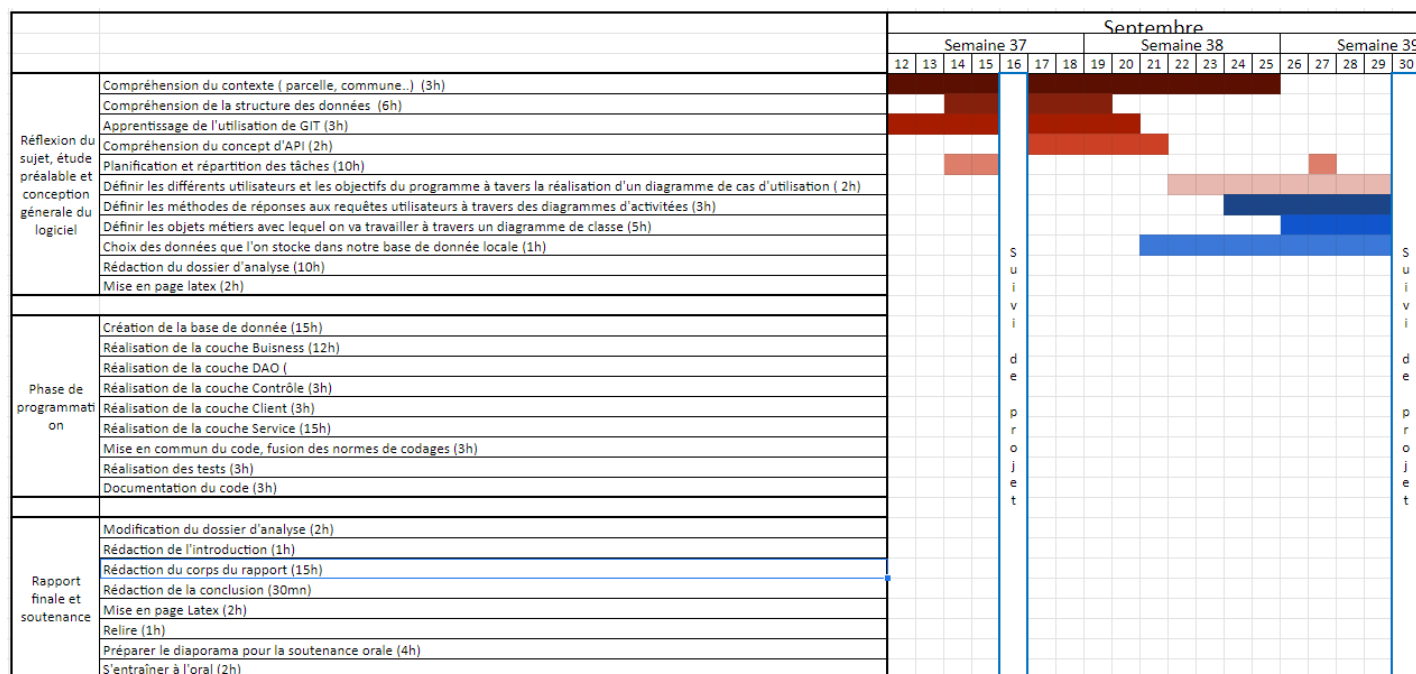 Septembre
Semaine 37 Semaine 38 Semaine 39
12 13 14 15 16 17 18 19 20 21 22 23 24 25 26 27 28 29 30
Réflexion du
sujet, étude
préalable et
conception
génerale du
logiciel
Compréhension du contexte ( parcelle, commune..) (3h)
Compréhension de la structure des données (6h)
Apprentissage de l'utilisation de GIT (3h)
Compréhension du concept d'API (2h)
Planification et répartition des tâches (10h)
Définir les différents utilisateurs et les objectifs du programme à tavers la réalisation d'un diagramme de cas d'utilisation ( 2h)
Définir les méthodes de réponses aux requêtes utilisateurs à travers des diagrammes d'activitées (3h)
Définir les objets métiers avec lequel on va travailler à travers un diagramme de classe (5h)
Choix des données que l'on stocke dans notre base de donnée locale (1h)
Rédaction du dossier d'analyse (10h)
Mise en page latex (2h)
Phase de
programmati
on
Création de la base de donnée (15h)
Réalisation de la couche Buisness (12h)
Réalisation de la couche DAO (
Réalisation de la couche Contrôle (3h)
Réalisation de la couche Client (3h)
Réalisation de la couche Service (15h)
Mise en commun du code, fusion des normes de codages (3h)
Réalisation des tests (3h)
Documentation du code (3h)
Rapport
finale et
soutenance
Modification du dossier d'analyse (2h)
Rédaction de l'introduction (1h)
Rédaction du corps du rapport (15h)
Rédaction de la conclusion (30mn)
Mise en page Latex (2h)
Relire (1h)
Préparer le diaporama pour la soutenance orale (4h)
S'entraîner à l'oral (2h)
Suivi de projet
Suivi de projet